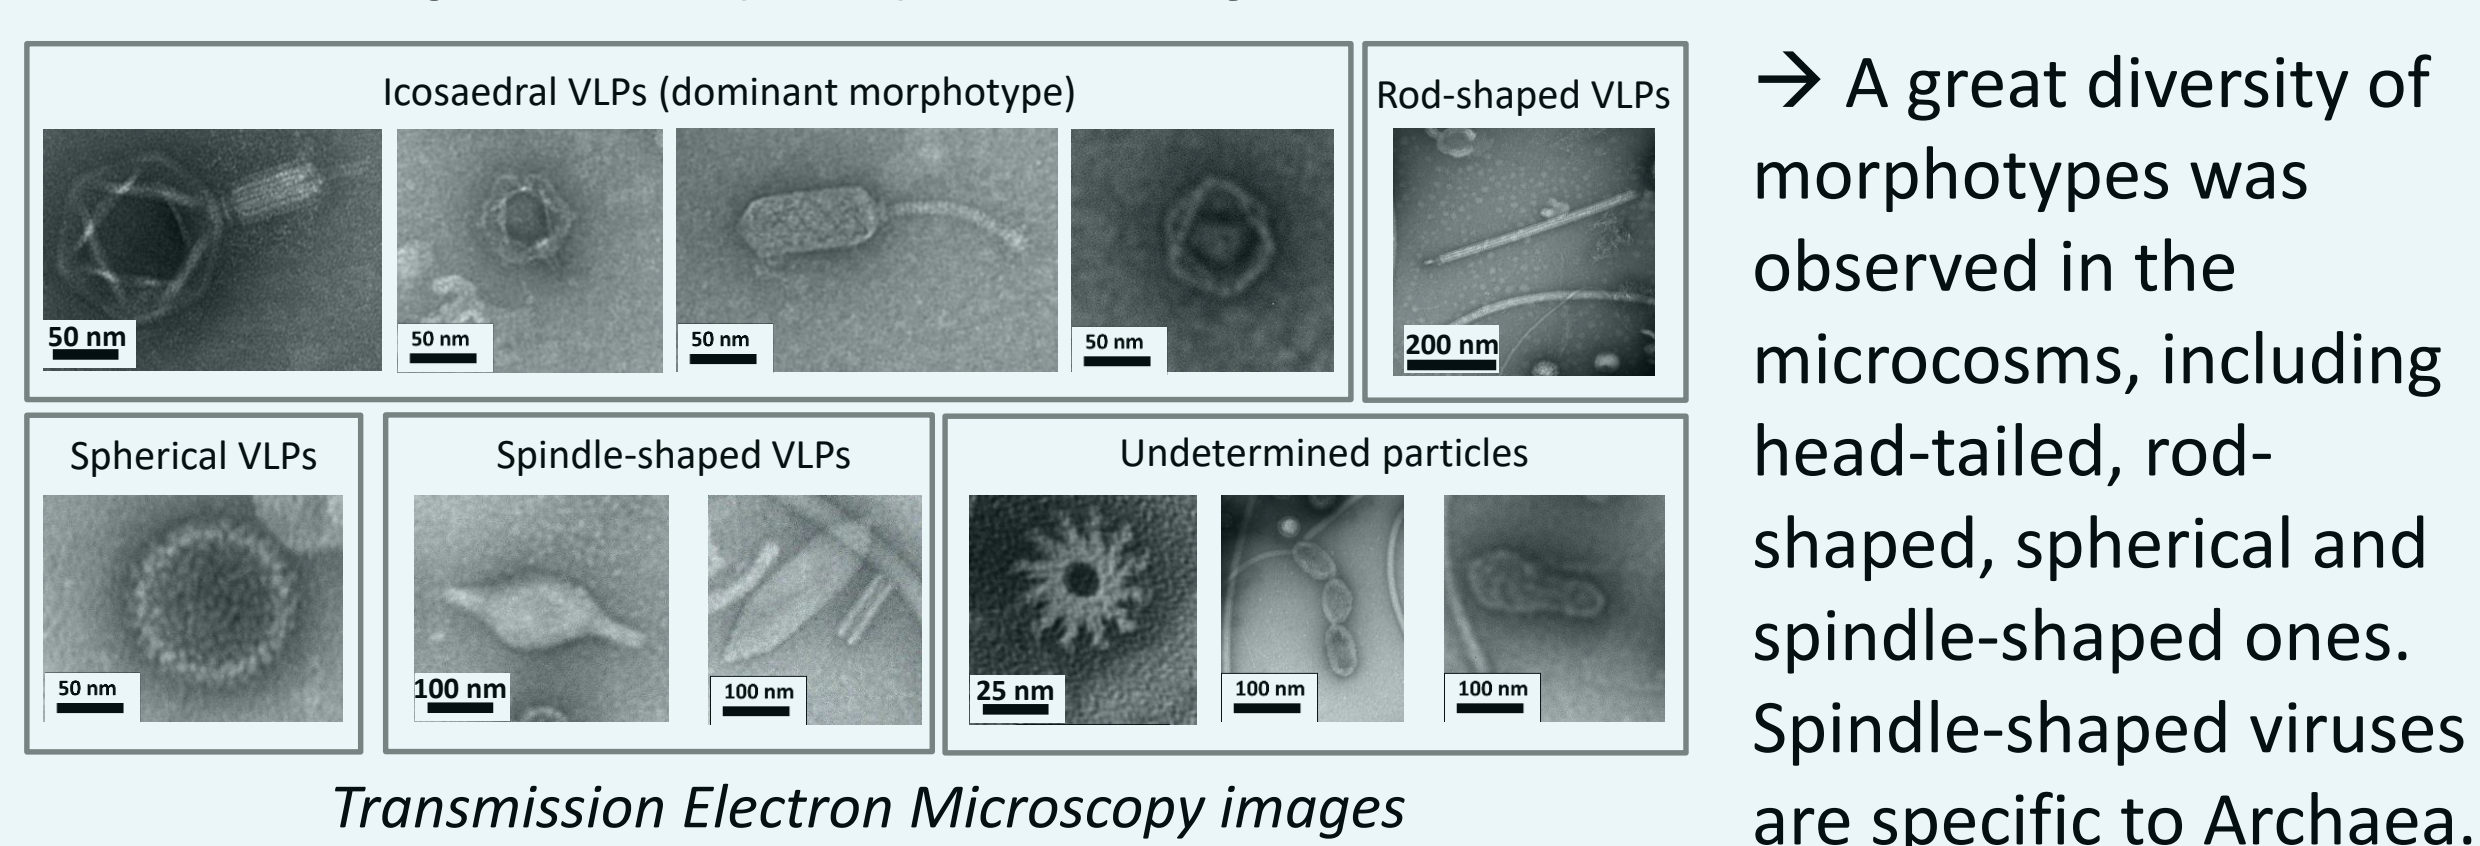 Icosaedral VLPs (dominant morphotype)
50 nm
50 nm
50 nm
50 nm
Rod-shaped VLPs
200 nm
Spherical VLPs
50 nm
Spindle-shaped VLPs
100 nm
100 nm
Undetermined particles
25 nm
100 nm
100 nm
Transmission Electron Microscopy images
→ A great diversity of
morphotypes was
observed in the
microcosms, including
head-tailed, rod-
shaped, spherical and
spindle-shaped ones.
Spindle-shaped viruses
are specific to Archaea.